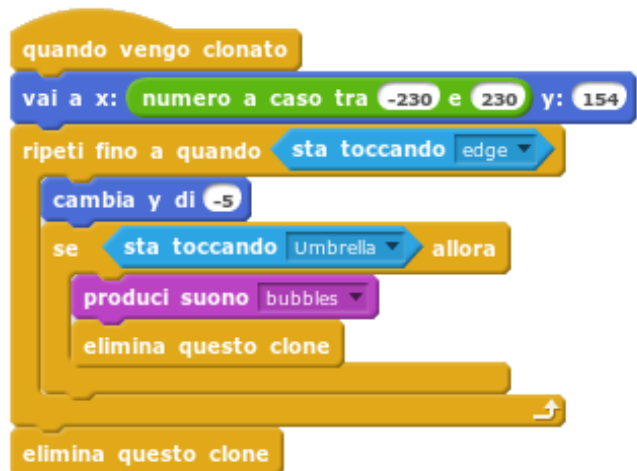 quando vengo clonato
vai a x: numero a caso tra -230 e 230 y: 154
ripeti fino a quando sta toccando edge
cambia y di -5
se sta toccando Umbrella allora
produci suono bubbles
elimina questo clone
elimina questo clone